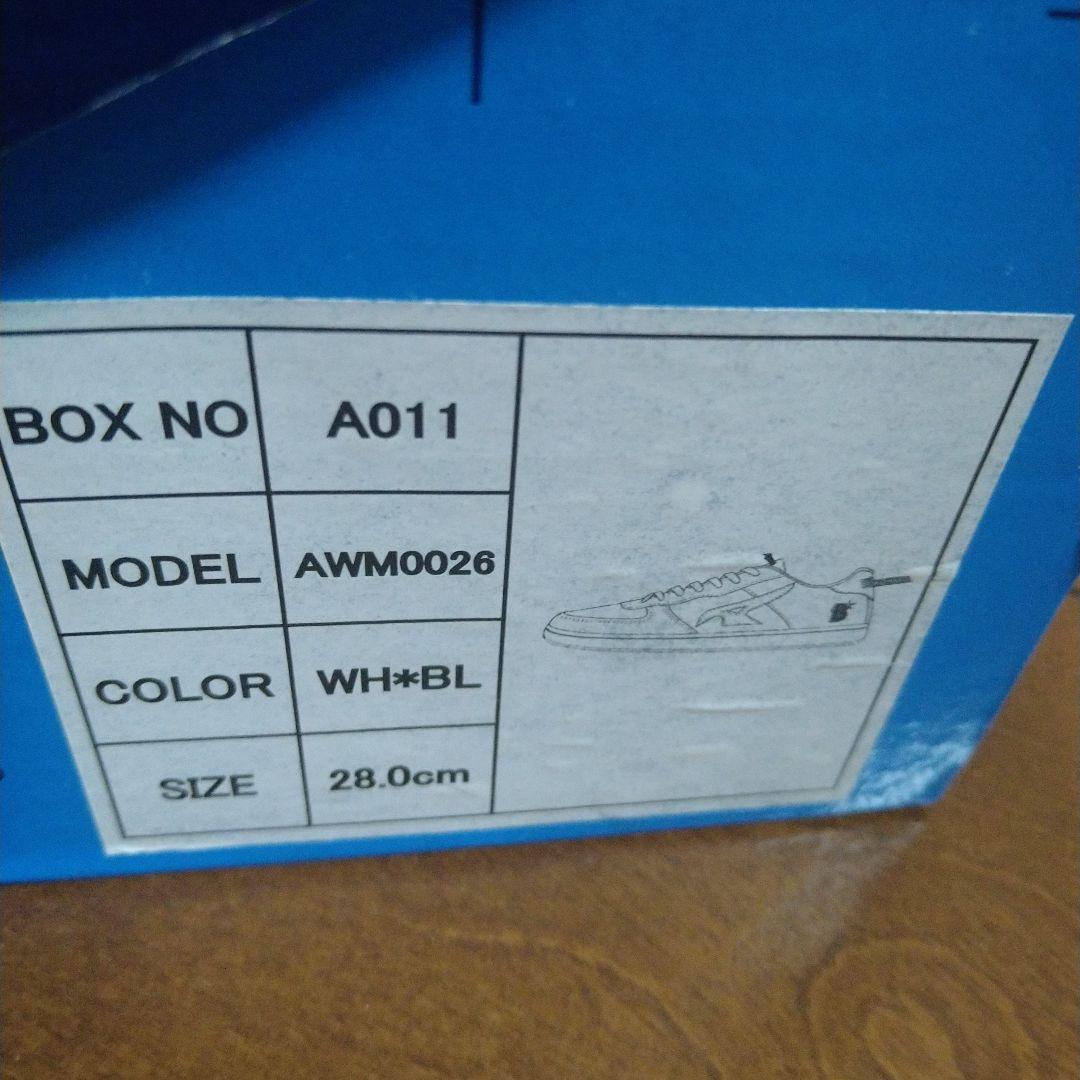 BOX NO A011
MODEL AWM0026
COLOR WH*BL
SIZE 28.0cm
B